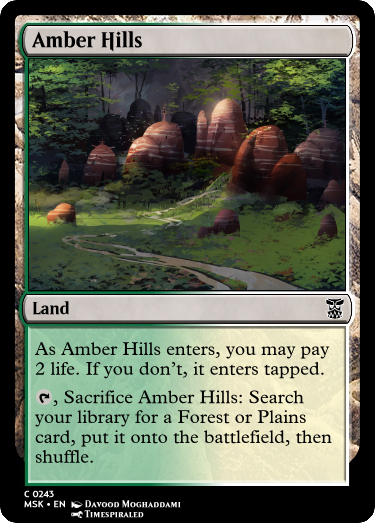 Amber Hills
Land
As Amber Hills enters, you may pay
2 life. If you don't, it enters tapped.
, Sacrifice Amber Hills: Search
your library for a Forest or Plains
card, put it onto the battlefield, then
shuffle.
C 0243
MSK • EN Davood Moghaddami
Timespiraled